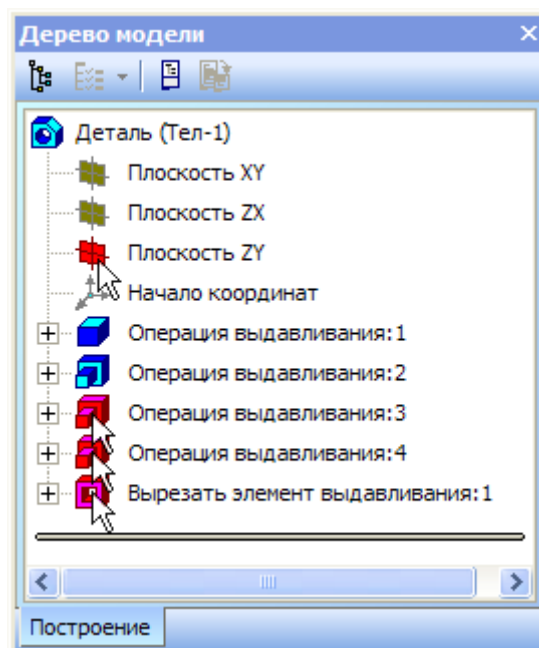 Дерево модели
Деталь (Тел-1)
Плоскость XY
Плоскость ZX
Плоскость ZY
Начало координат
Операция выдавливания:1
Операция выдавливания:2
Операция выдавливания:3
Операция выдавливания:4
Вырезать элемент выдавливания:1
Построение